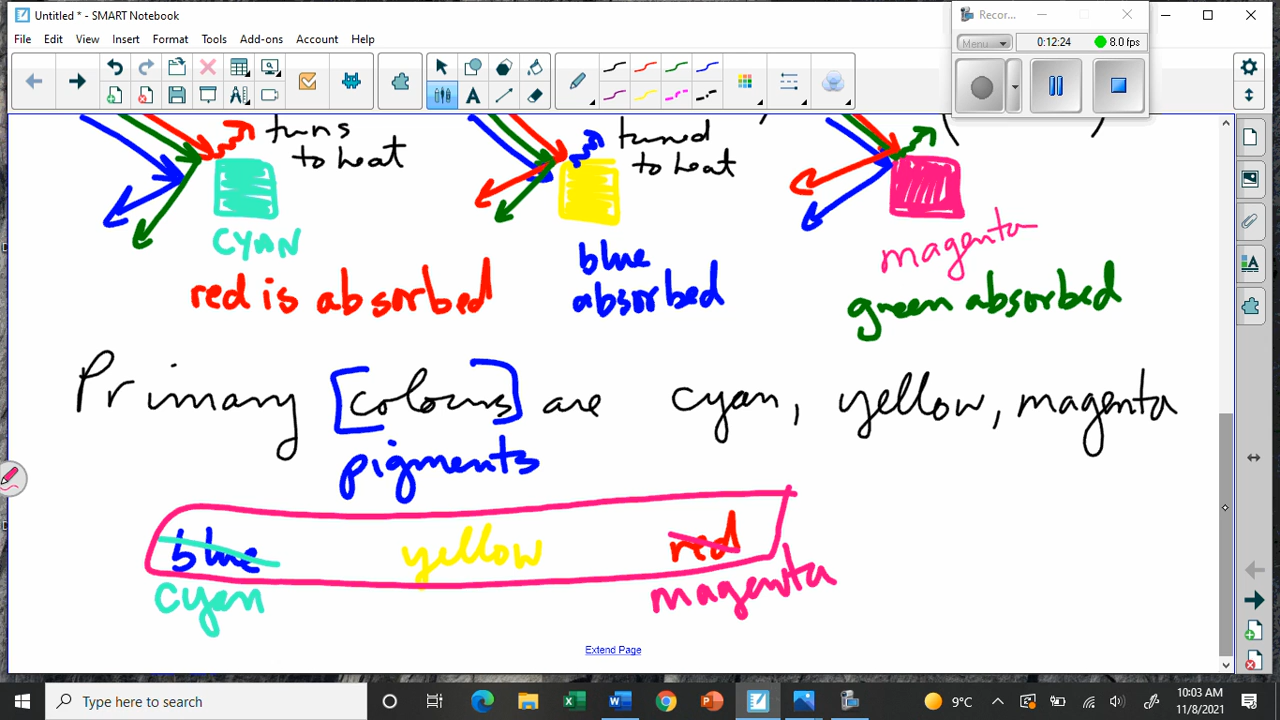 Untitled * - SMART Notebook
Recor...
File Edit View Insert Format Tools Add-ons Account Help
Menu
0:12:24
8.0 fps
turns
to heat
turned
to heat
CYAN
magenta
red is absorbed
blue
absorbed
green absorbed
Primary [colours] are cyan, yellow, magenta
pigments
blue yellow red
cyan magenta
Extend Page
Type here to search
9°C
10:03 AM
11/8/2021